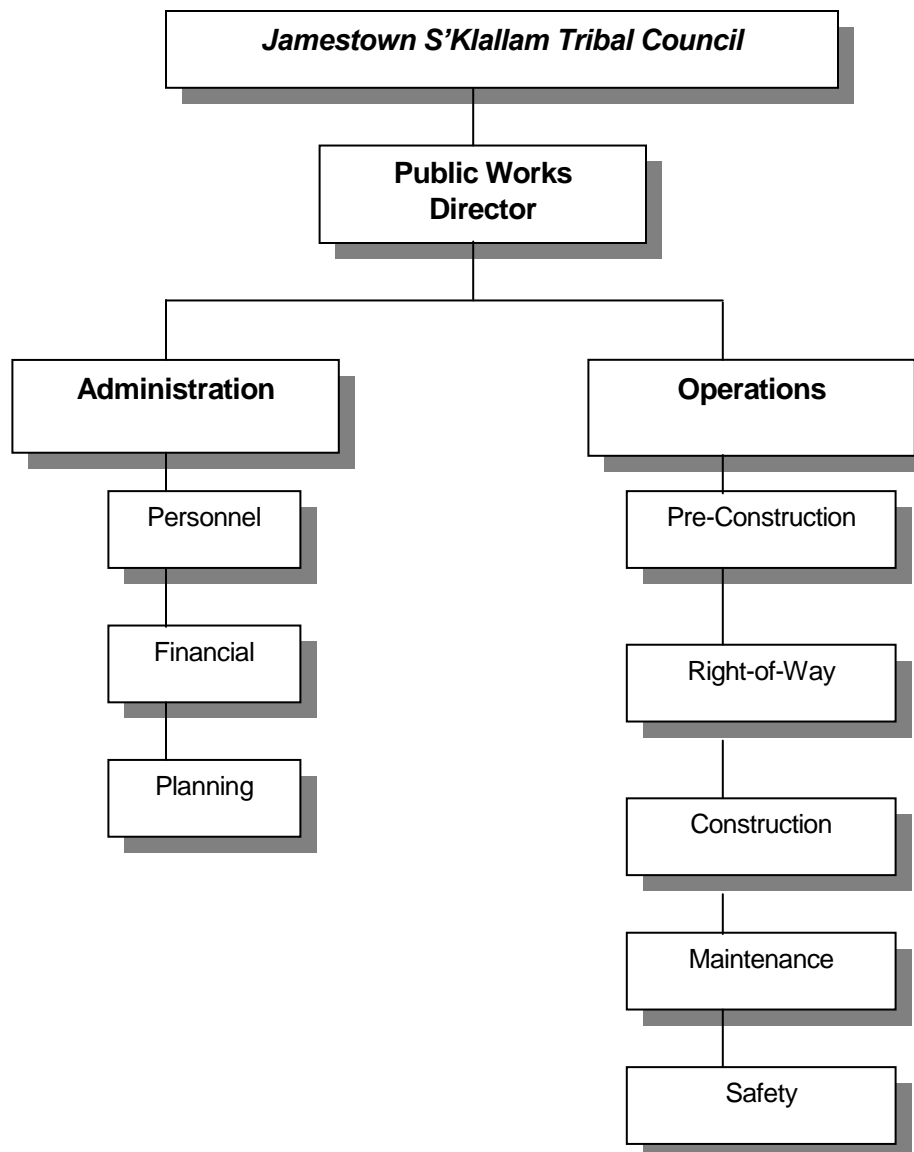 Jamestown S’Klallam Tribal Council
Public Works
Director
Administration
Operations
Personnel
Pre-Construction
Financial
Right-of-Way
Planning
Construction
Maintenance
Safety